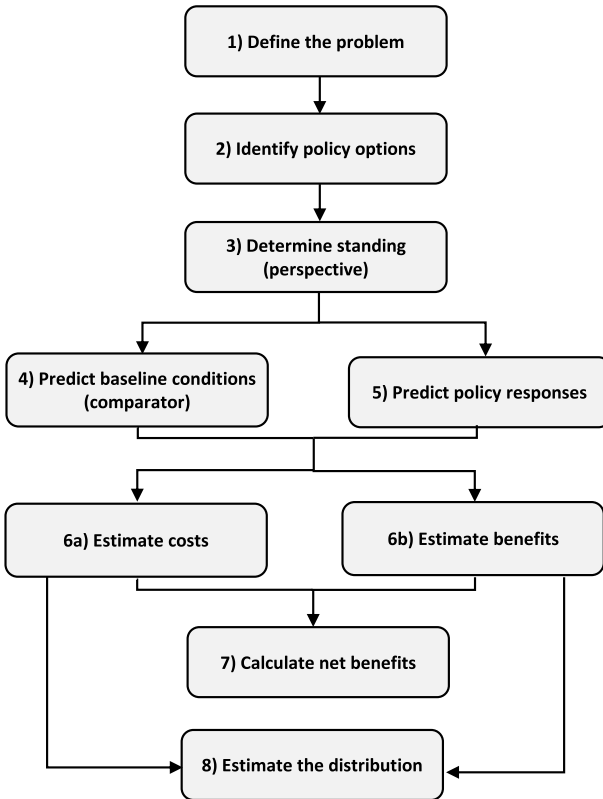 1) Define the problem
2) Identify policy options
3) Determine standing
(perspective)
4) Predict baseline conditions
(comparator)
5) Predict policy responses
6a) Estimate costs
6b) Estimate benefits
7) Calculate net benefits
8) Estimate the distribution